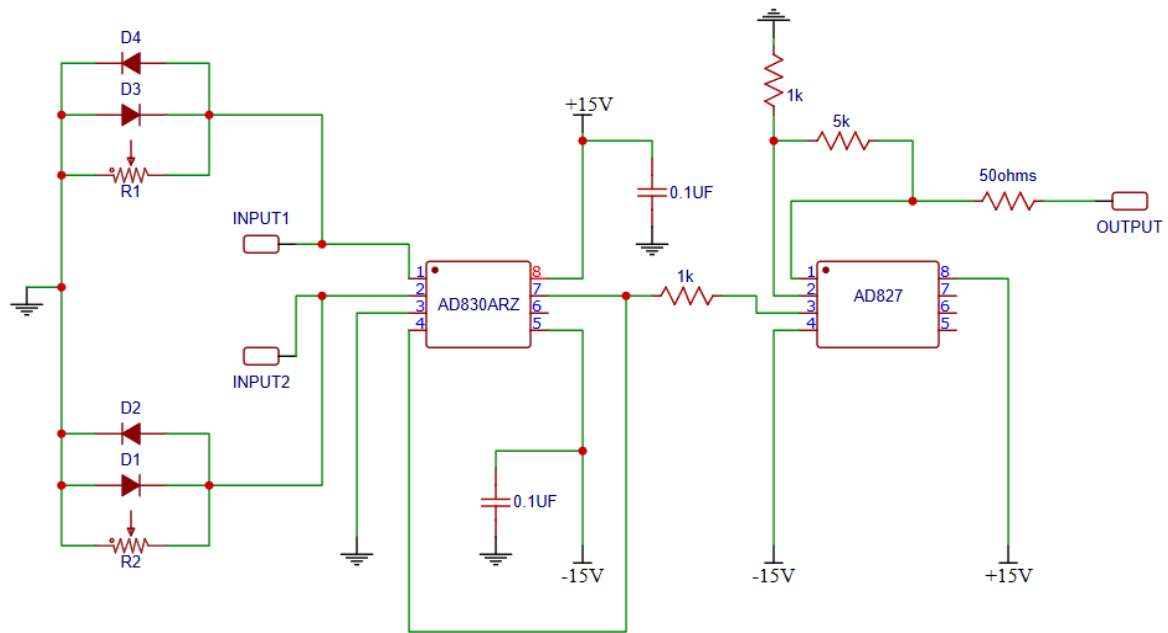 D4
D3
R1
INPUT1
INPUT2
D2
D1
R2
+15V
0.1UF
1
2
3
4
AD830ARZ
8
7
6
5
1k
0.1UF
-15V
1k
5k
50ohms
OUTPUT
1
2
3
4
AD827
8
7
6
5
-15V
+15V